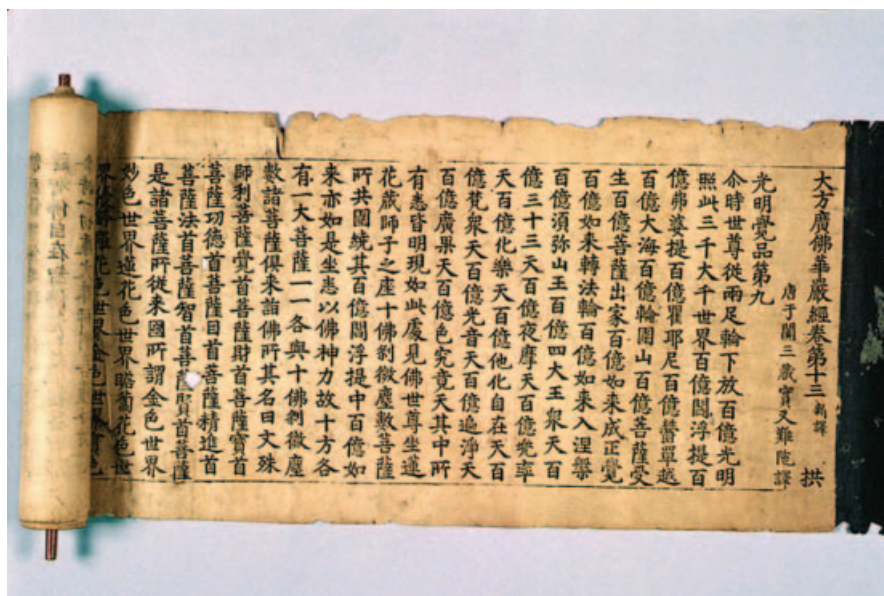 大方廣佛華嚴經卷第十三 新譯 拱
唐于闐三藏實叉難陁譯
光明覺品第九
尒時世尊從兩足輪下放百億光明
照此三千大千世界百億閻浮提百
億弗婆提百億瞿耶尼百億欝單越
百億大海百億輪圍山百億菩薩受
生百億菩薩出家百億如來成正覺
百億如來轉法輪百億如來入涅槃
百億須弥山王百億四大王衆天百
億三十三天百億夜摩天百億兜率
天百億化樂天百億他化自在天百
億梵衆天百億光音天百億遍淨天
百億廣果天百億色究竟天其中所
有悉皆明現如此處見佛世尊坐蓮
花藏師子之座十佛剎微塵數菩薩
所共圍繞其百億閻浮提中百億如
來亦如是坐悉以佛神力故十方各
有一大菩薩一一各與十佛剎微塵
數諸菩薩俱來詣佛所其名曰文殊
師利菩薩覺首菩薩財首菩薩寶首
菩薩功德首菩薩目首菩薩精進首
菩薩法首菩薩智首菩薩賢首菩薩
是諸菩薩所從來國所謂金色世界
妙色世界蓮花色世界瞻蔔花色世